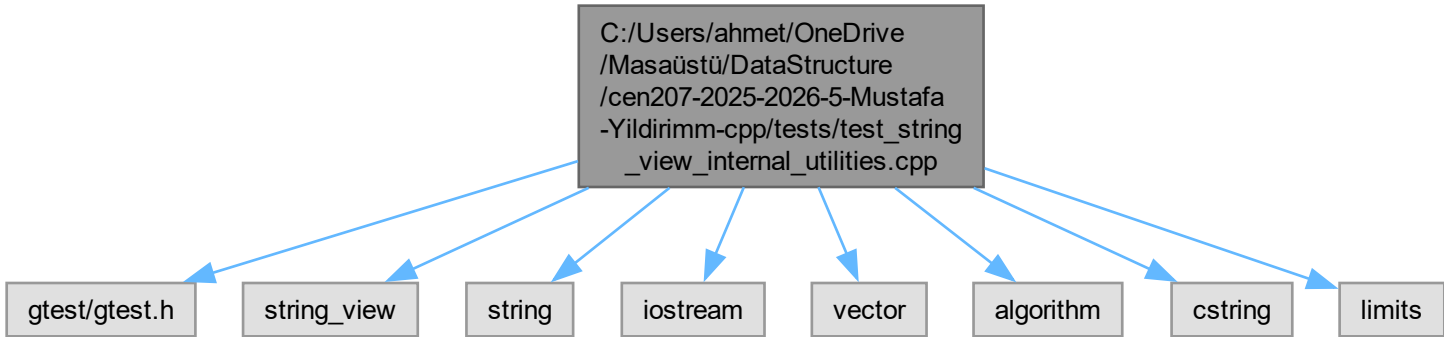 C:/Users/ahmet/OneDrive
/Masaüstü/DataStructure
/cen207-2025-2026-5-Mustafa
-Yildirimm-cpp/tests/test_string
_view_internal_utilities.cpp
gtest/gtest.h
string_view
string
iostream
vector
algorithm
cstring
limits